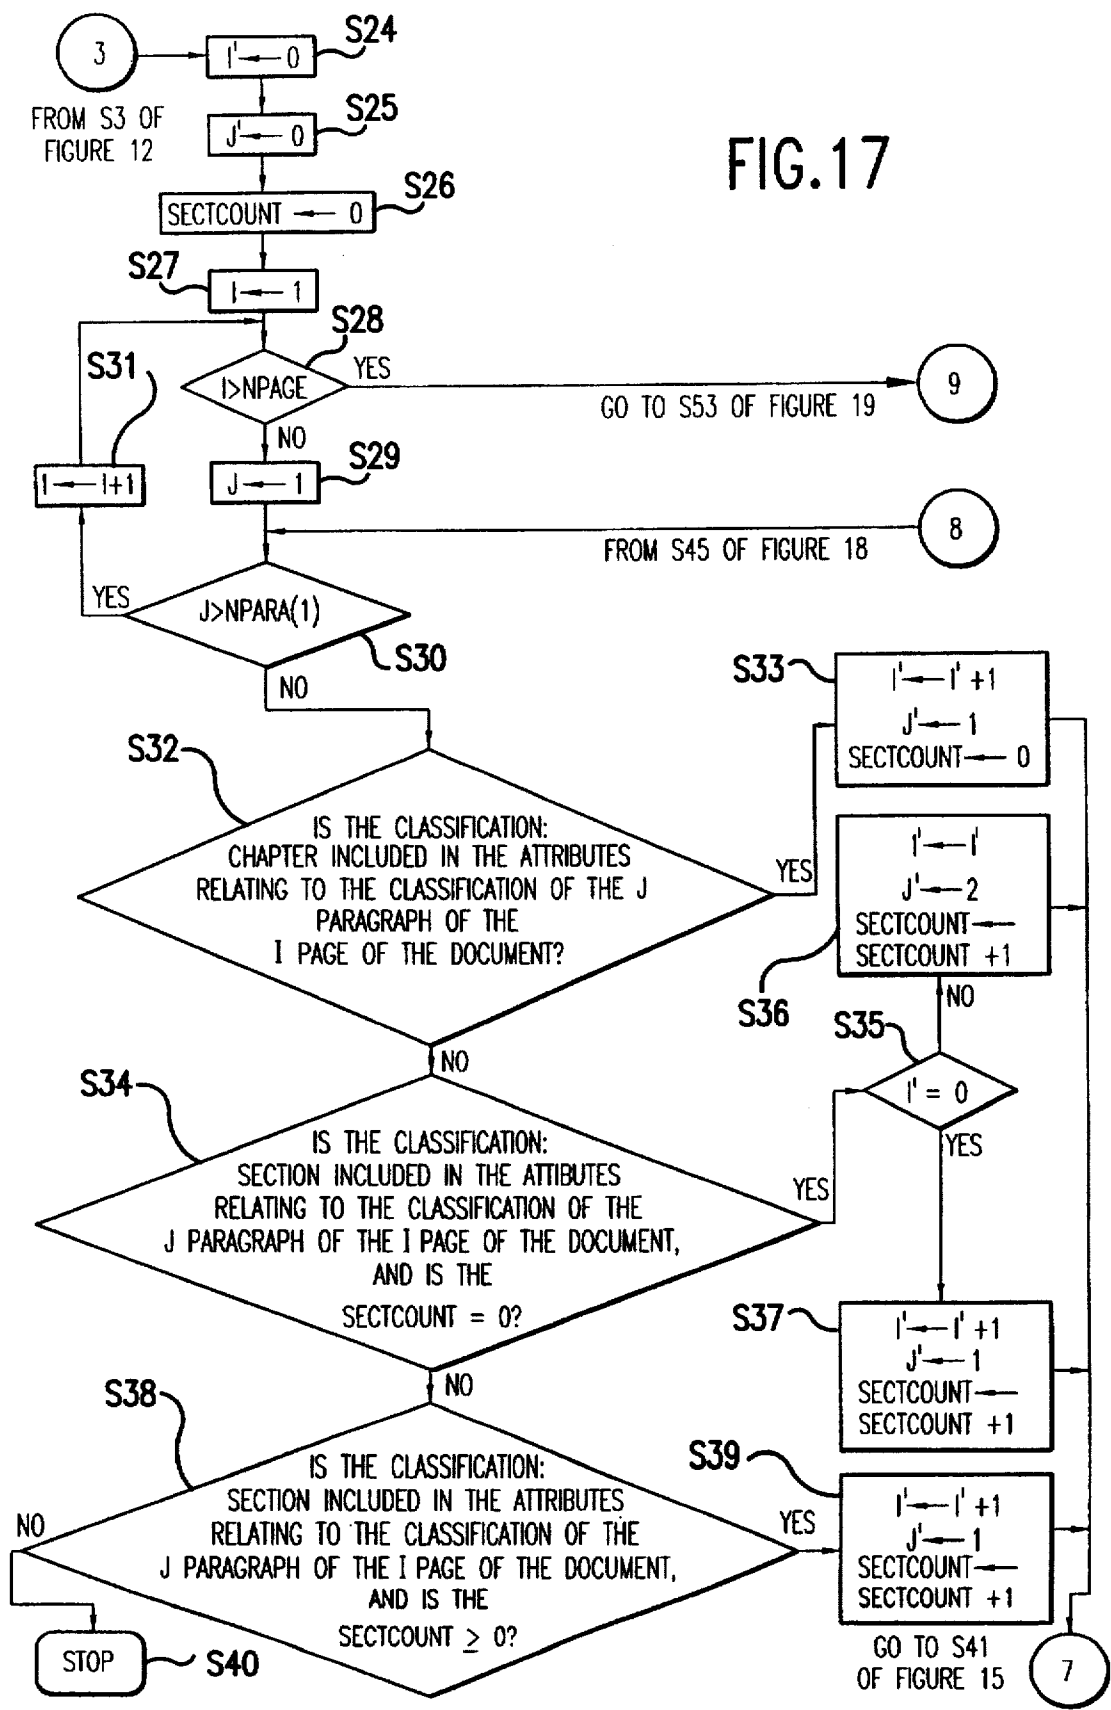 3
I' ← 0
S24
FROM S3 OF
FIGURE 12
J' ← 0
S25
FIG.17
SECTCOUNT ← 0
S26
S27
I ← 1
S28
S31
I>NPAGE
YES
9
GO TO S53 OF FIGURE 19
NO
I ← I+1
J ← 1
S29
8
FROM S45 OF FIGURE 18
YES
J>NPARA(1)
S30
NO
S33
I' ← I' +1
J' ← 1
SECTCOUNT ← 0
S32
IS THE CLASSIFICATION:
CHAPTER INCLUDED IN THE ATTRIBUTES
RELATING TO THE CLASSIFICATION OF THE J
PARAGRAPH OF THE
I PAGE OF THE DOCUMENT?
YES
I' ← I'
J' ← 2
SECTCOUNT ←
SECTCOUNT +1
S36
NO
S35
I' = 0
YES
NO
S34
IS THE CLASSIFICATION:
SECTION INCLUDED IN THE ATTIBUTES
RELATING TO THE CLASSIFICATION OF THE
J PARAGRAPH OF THE I PAGE OF THE DOCUMENT,
AND IS THE
SECTCOUNT = 0?
YES
S37
I' ← I' +1
J' ← 1
SECTCOUNT ←
SECTCOUNT +1
NO
S38
IS THE CLASSIFICATION:
SECTION INCLUDED IN THE ATTRIBUTES
RELATING TO THE CLASSIFICATION OF THE
J PARAGRAPH OF THE I PAGE OF THE DOCUMENT,
AND IS THE
SECTCOUNT ≥ 0?
YES
S39
I' ← I' +1
J' ← 1
SECTCOUNT ←
SECTCOUNT +1
NO
STOP
S40
GO TO S41
OF FIGURE 15
7